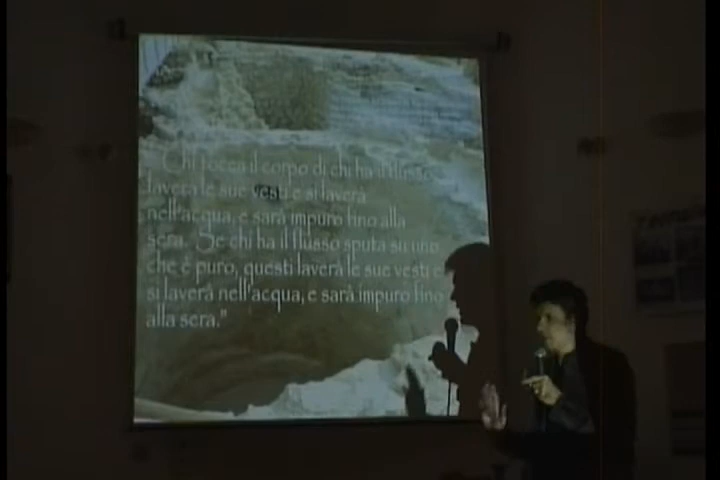 Chi tocca il corpo di chi ha il flusso
laverà le sue vesti e si laverà
nell'acqua, e sarà impuro fino alla
sera. Se chi ha il flusso sputa su uno
che è puro, questi laverà le sue vesti e
si laverà nell'acqua, e sarà impuro fino
alla sera."